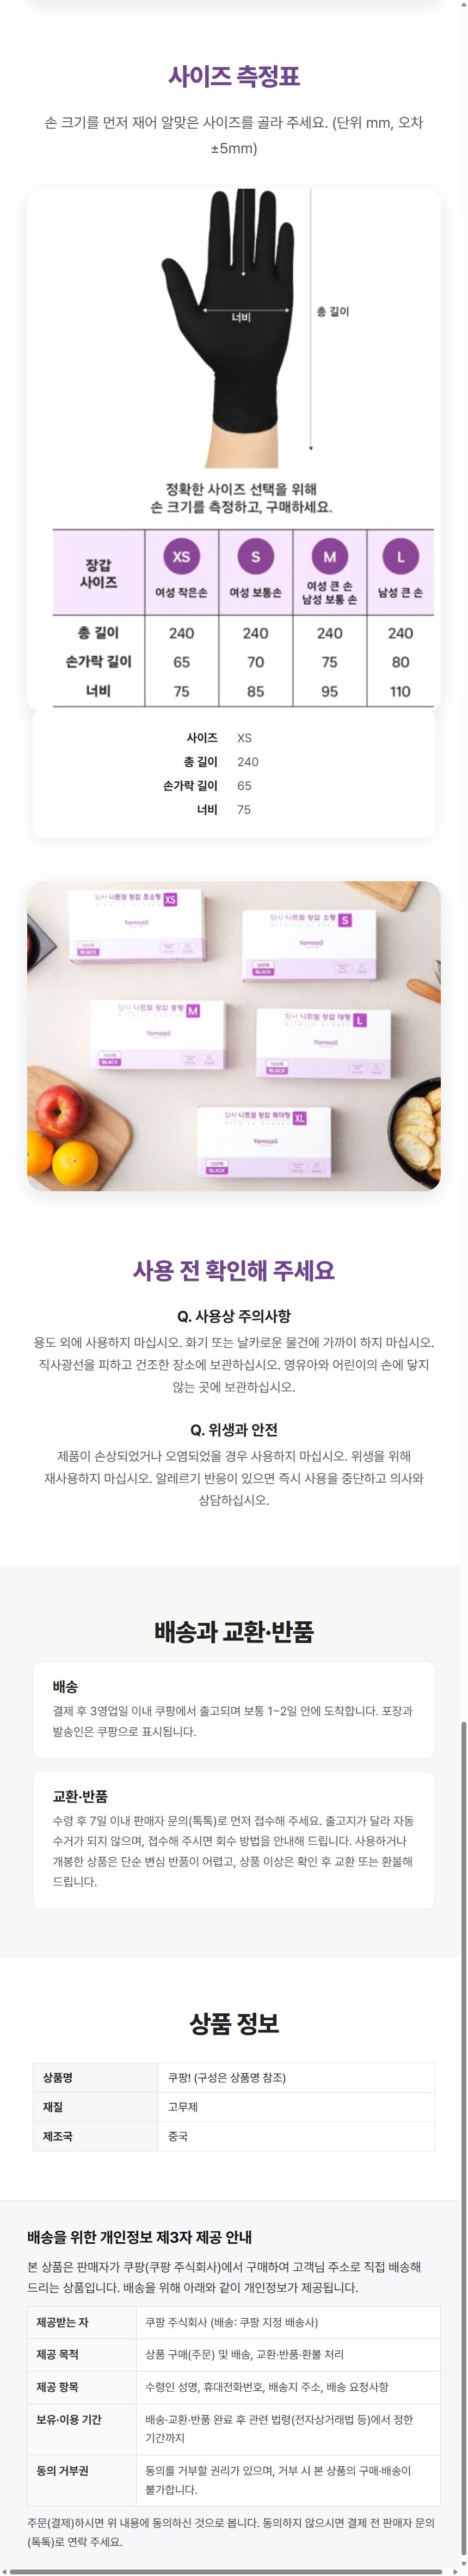 사이즈 측정표
손 크기를 먼저 재어 알맞은 사이즈를 골라 주세요. (단위 mm, 오차
±5mm)
너비
총 길이
정확한 사이즈 선택을 위해
손 크기를 측정하고, 구매하세요.
장갑 사이즈 XS 여성 작은손 S 여성 보통손 M 여성 큰 손 남성 보통 손 L 남성 큰 손
총 길이 240 240 240 240
손가락 길이 65 70 75 80
너비 75 85 95 110
사이즈 XS
총 길이 240
손가락 길이 65
너비 75
탐사 니트릴 장갑 초소형 XS
NITRILE GLOVES
Tamsaa
100매
BLACK
탐사 니트릴 장갑 소형 S
NITRILE GLOVES
Tamsaa
100매
BLACK
탐사 니트릴 장갑 중형 M
NITRILE GLOVES
Tamsaa
100매
BLACK
탐사 니트릴 장갑 대형 L
NITRILE GLOVES
Tamsaa
100매
BLACK
탐사 니트릴 장갑 특대형 XL
NITRILE GLOVES
Tamsaa
100매
BLACK
사용 전 확인해 주세요
Q. 사용상 주의사항
용도 외에 사용하지 마십시오. 화기 또는 날카로운 물건에 가까이 하지 마십시오.
직사광선을 피하고 건조한 장소에 보관하십시오. 영유아와 어린이의 손에 닿지
않는 곳에 보관하십시오.
Q. 위생과 안전
제품이 손상되었거나 오염되었을 경우 사용하지 마십시오. 위생을 위해
재사용하지 마십시오. 알레르기 반응이 있으면 즉시 사용을 중단하고 의사와
상담하십시오.
배송과 교환·반품
배송
결제 후 3영업일 이내 쿠팡에서 출고되며 보통 1~2일 안에 도착합니다. 포장과
발송인은 쿠팡으로 표시됩니다.
교환·반품
수령 후 7일 이내 판매자 문의(톡톡)로 먼저 접수해 주세요. 출고지가 달라 자동
수거가 되지 않으며, 접수해 주시면 회수 방법을 안내해 드립니다. 사용하거나
개봉한 상품은 단순 변심 반품이 어렵고, 상품 이상은 확인 후 교환 또는 환불해
드립니다.
상품 정보
상품명 쿠팡! (구성은 상품명 참조)
재질 고무제
제조국 중국
배송을 위한 개인정보 제3자 제공 안내
본 상품은 판매자가 쿠팡(쿠팡 주식회사)에서 구매하여 고객님 주소로 직접 배송해
드리는 상품입니다. 배송을 위해 아래와 같이 개인정보가 제공됩니다.
제공받는 자 쿠팡 주식회사 (배송: 쿠팡 지정 배송사)
제공 목적 상품 구매(주문) 및 배송, 교환·반품·환불 처리
제공 항목 수령인 성명, 휴대전화번호, 배송지 주소, 배송 요청사항
보유·이용 기간 배송·교환·반품 완료 후 관련 법령(전자상거래법 등)에서 정한
기간까지
동의 거부권 동의를 거부할 권리가 있으며, 거부 시 본 상품의 구매·배송이
불가합니다.
주문(결제)하시면 위 내용에 동의하신 것으로 봅니다. 동의하지 않으시면 결제 전 판매자 문의
(톡톡)로 연락 주세요.